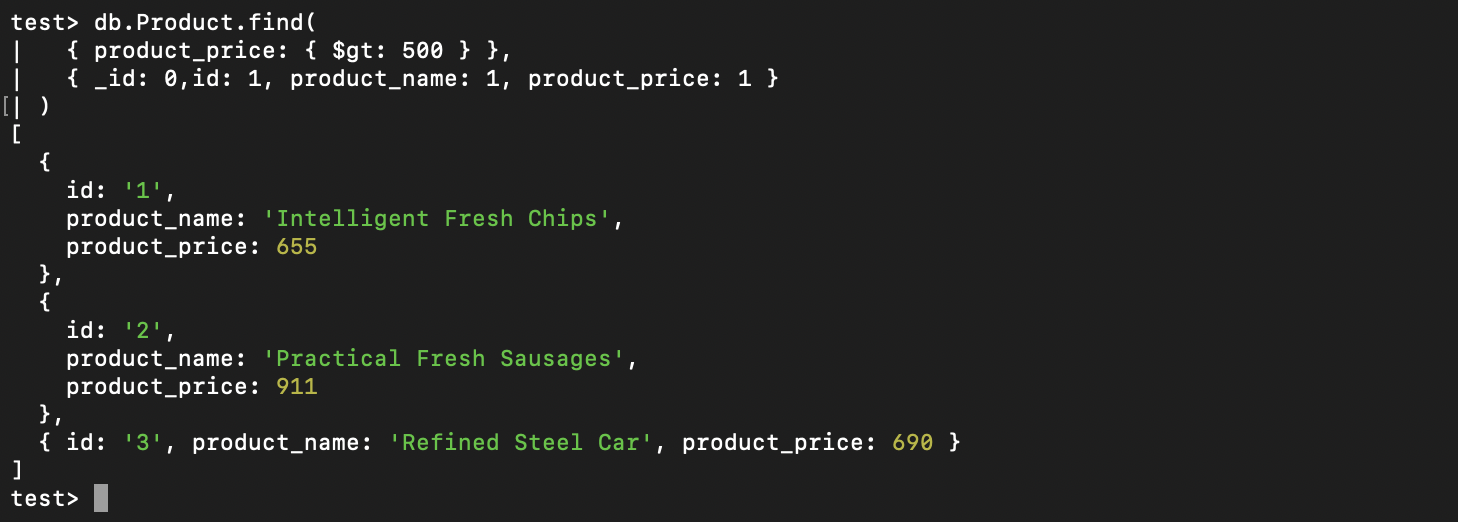 test> db.Product.find(
|   { product_price: { $gt: 500 } },
|   { _id: 0,id: 1, product_name: 1, product_price: 1 }
[| )
[
  {
    id: '1',
    product_name: 'Intelligent Fresh Chips',
    product_price: 655
  },
  {
    id: '2',
    product_name: 'Practical Fresh Sausages',
    product_price: 911
  },
  { id: '3', product_name: 'Refined Steel Car', product_price: 690 }
]
test>